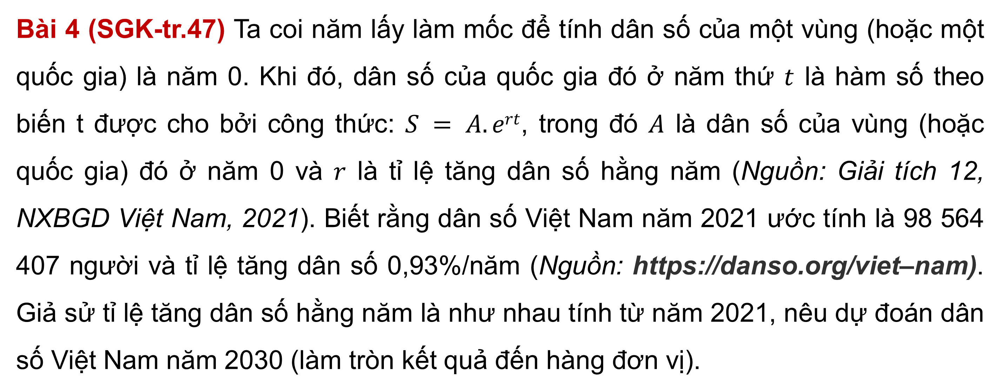 Bài 4 (SGK-tr.47) Ta coi năm lấy làm mốc để tính dân số của một vùng (hoặc một
quốc gia) là năm 0. Khi đó, dân số của quốc gia đó ở năm thứ t là hàm số theo
biến t được cho bởi công thức: S = A. e^{rt}, trong đó A là dân số của vùng (hoặc
quốc gia) đó ở năm 0 và r là tỉ lệ tăng dân số hằng năm (Nguồn: Giải tích 12,
NXBGD Việt Nam, 2021). Biết rằng dân số Việt Nam năm 2021 ước tính là 98 564
407 người và tỉ lệ tăng dân số 0,93%/năm (Nguồn: https://danso.org/viet–nam).
Giả sử tỉ lệ tăng dân số hằng năm là như nhau tính từ năm 2021, nêu dự đoán dân
số Việt Nam năm 2030 (làm tròn kết quả đến hàng đơn vị).